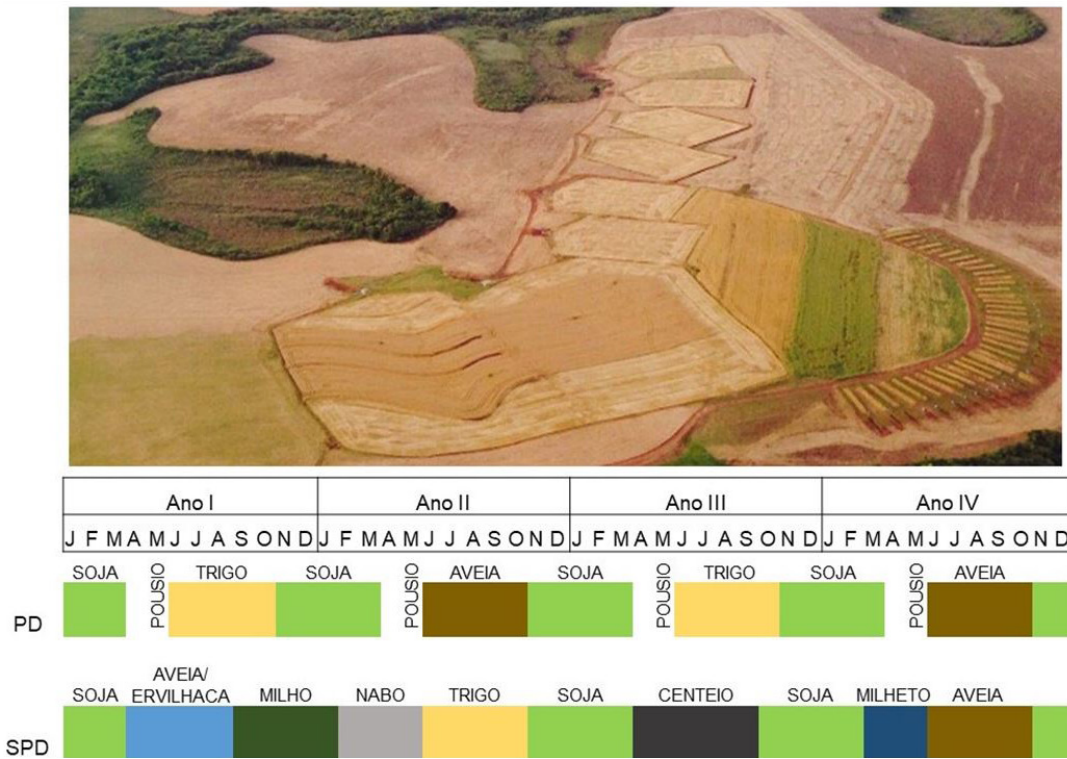 Ano I Ano II Ano III Ano IV
J F M A M J J A S O N D J F M A M J J A S O N D J F M A M J J A S O N D J F M A M J J A S O N D
SOJA POUSIO TRIGO SOJA POUSIO AVEIA SOJA POUSIO TRIGO SOJA POUSIO AVEIA
PD
AVEIA/
SOJA ERVILHACA MILHO NABO TRIGO SOJA CENTEIO SOJA MILHETO AVEIA
SPD